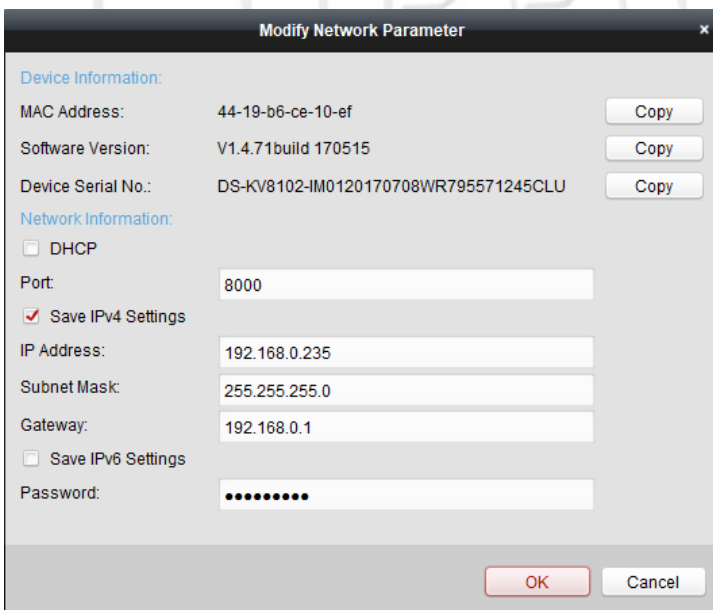 Modify Network Parameter ×
Device Information:
MAC Address: 44-19-b6-ce-10-ef Copy
Software Version: V1.4.71build 170515 Copy
Device Serial No.: DS-KV8102-IM0120170708WR795571245CLU Copy
Network Information:
DHCP
Port: 8000
Save IPv4 Settings
IP Address: 192.168.0.235
Subnet Mask: 255.255.255.0
Gateway: 192.168.0.1
Save IPv6 Settings
Password: •••••••••
OK Cancel